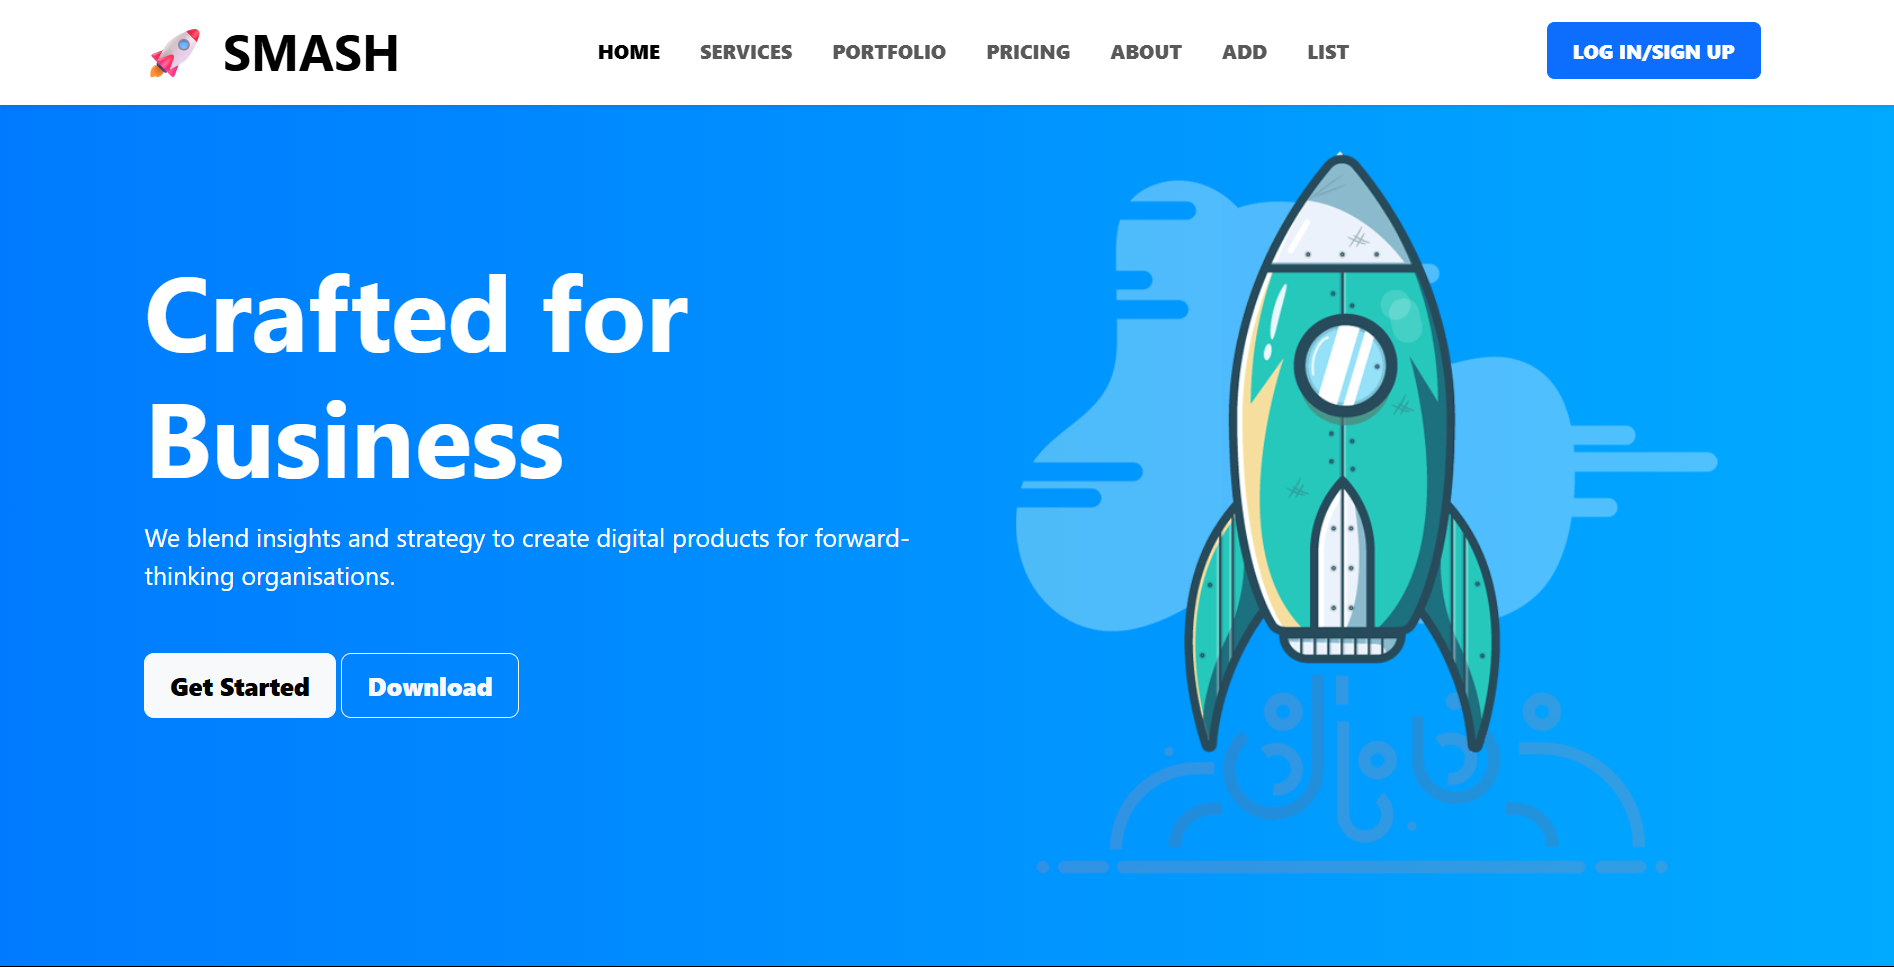 SMASH
HOME SERVICES PORTFOLIO PRICING ABOUT ADD LIST
LOG IN/SIGN UP
Crafted for
Business
We blend insights and strategy to create digital products for forward-
thinking organisations.
Get Started Download